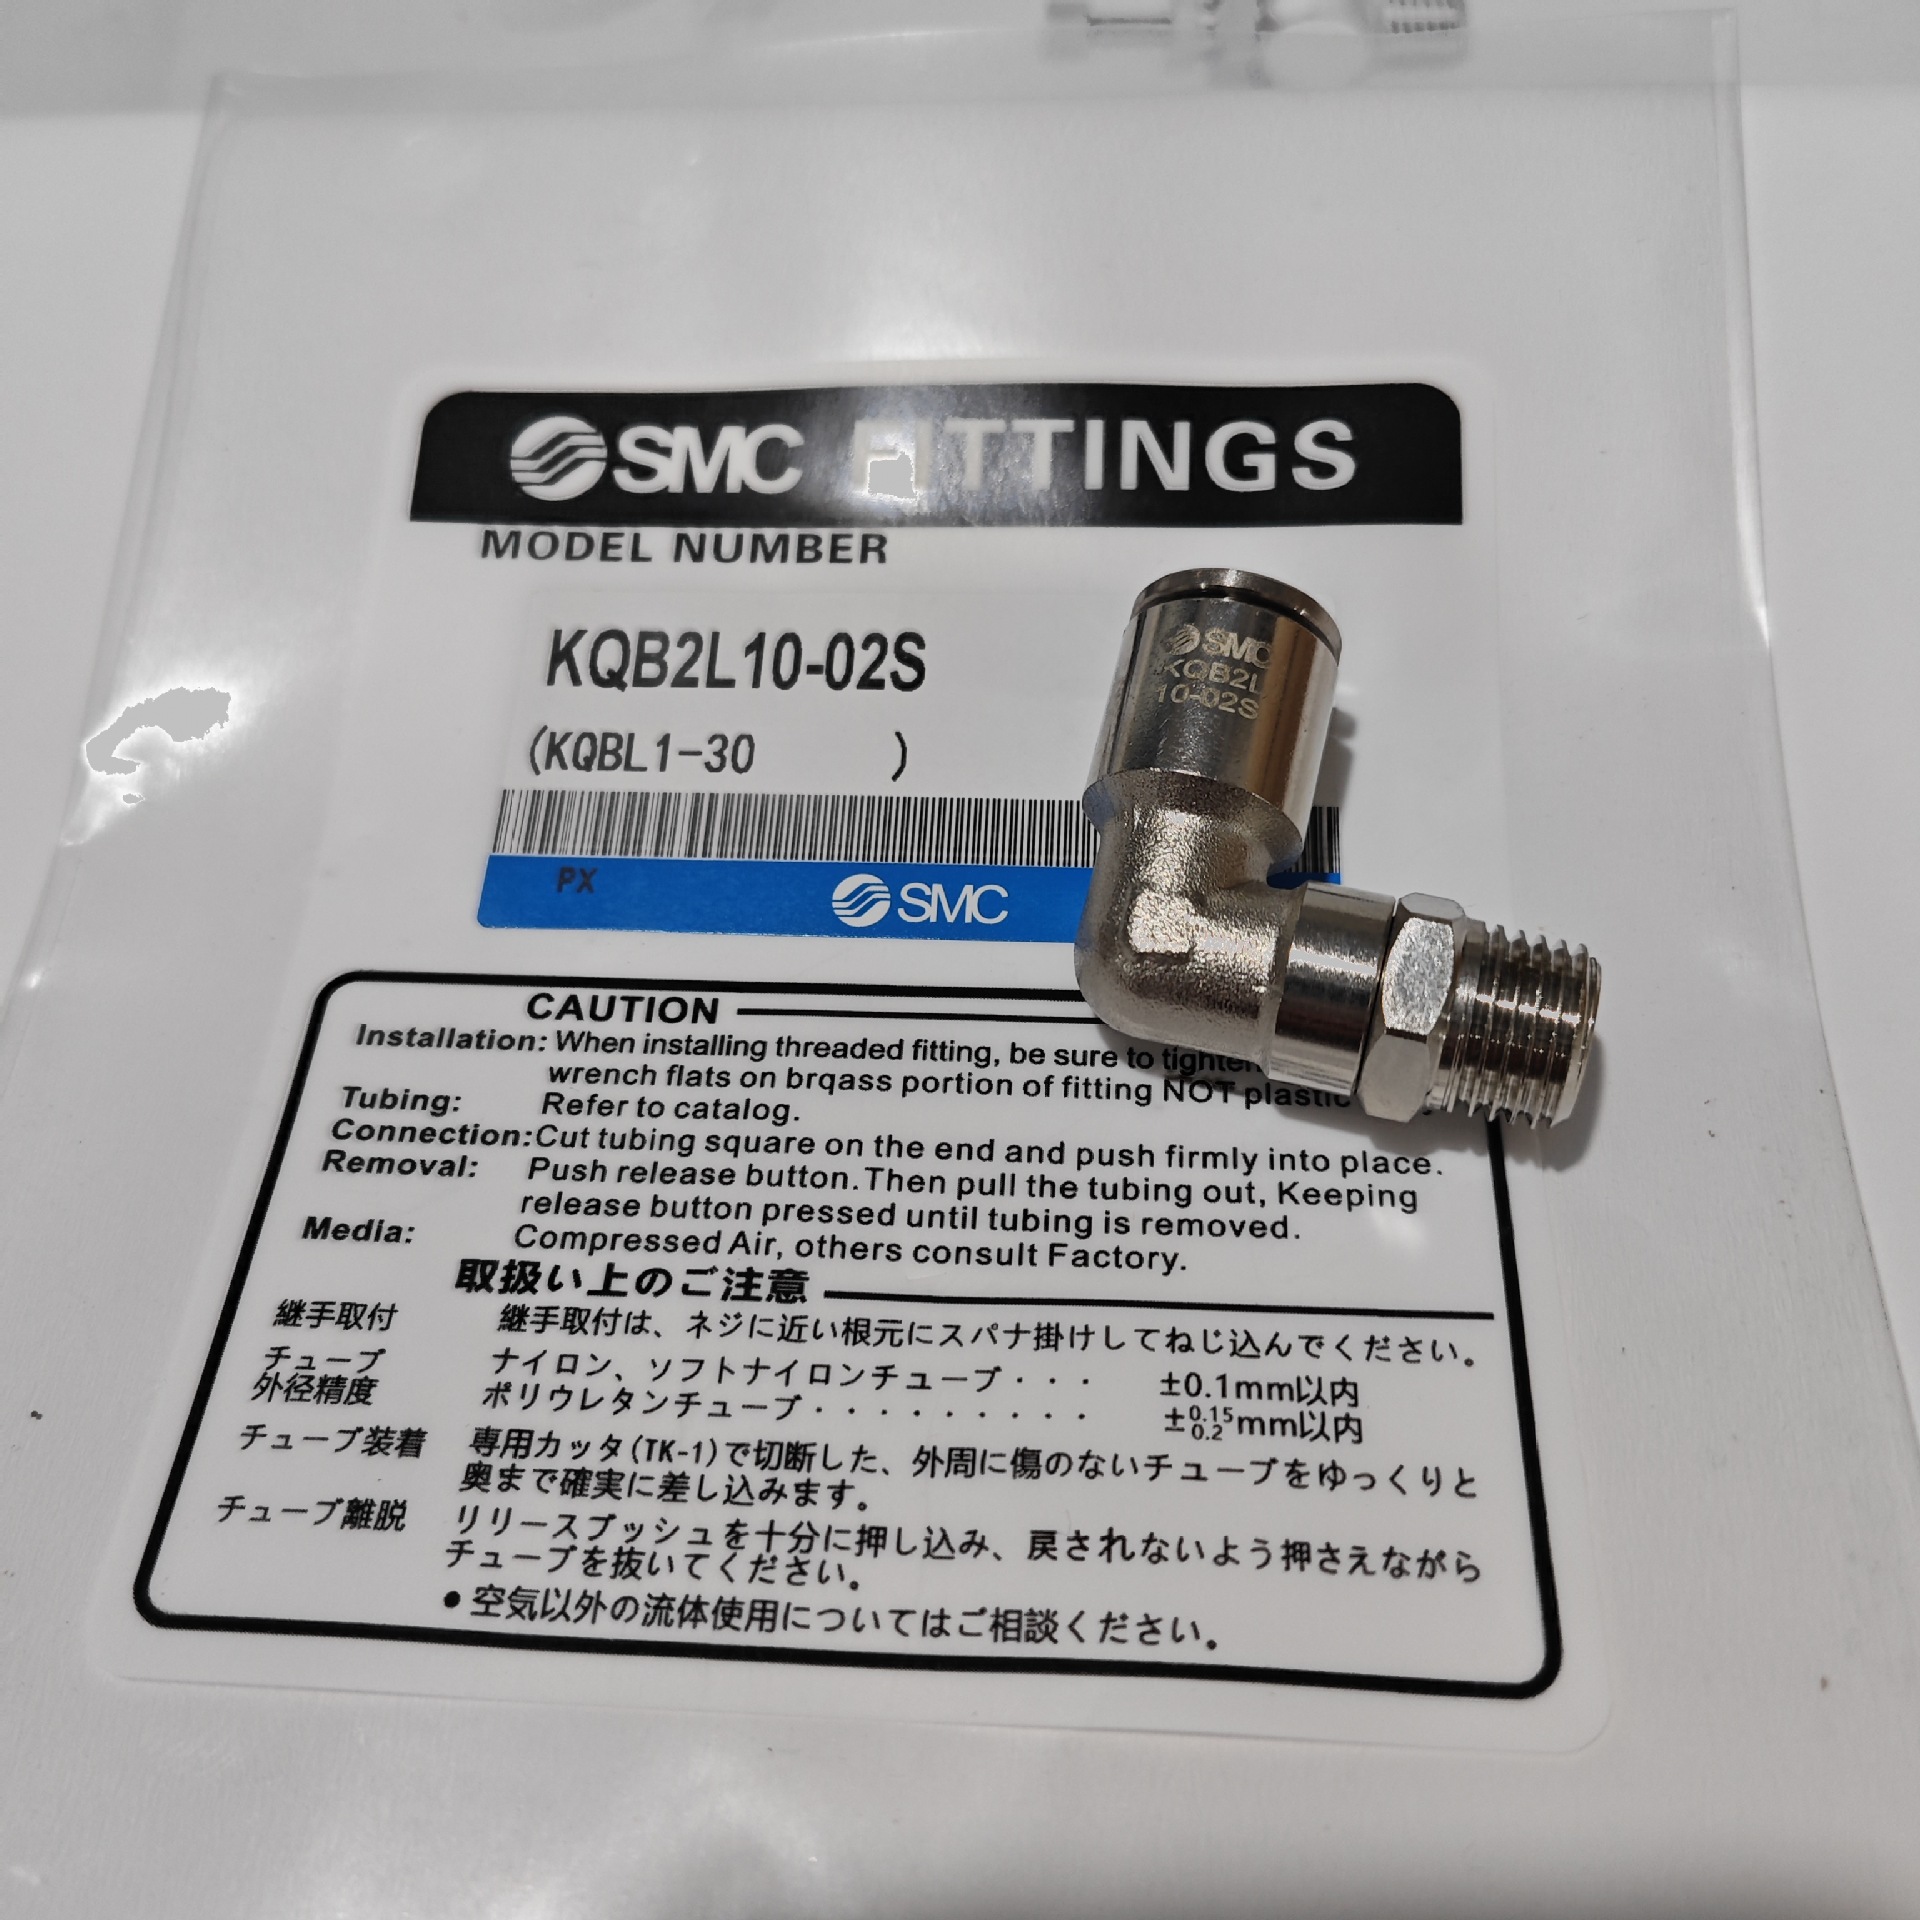 SMC FITTINGS
MODEL NUMBER
KQB2L10-02S
(KQBL1-30 )
PX
SMC
SMC
KQB2L
10-02S
CAUTION
Installation: When installing threaded fitting, be sure to tighten
wrench flats on brqass portion of fitting NOT plastic
Tubing: Refer to catalog.
Connection: Cut tubing square on the end and push firmly into place.
Removal: Push release button. Then pull the tubing out, Keeping
release button pressed until tubing is removed.
Media: Compressed Air, others consult Factory.
取扱い上のご注意
継手取付 継手取付は、ネジに近い根元にスパナ掛けしてねじ込んでください。
チューブ ナイロン、ソフトナイロンチューブ・・・ ±0.1mm以内
外径精度 ポリウレタンチューブ・・・・・・・・・ ±0.15 0.2mm以内
チューブ装着 専用カッタ(TK-1)で切断した、外周に傷のないチューブをゆっくりと
奥まで確実に差し込みます。
チューブ離脱 リリースブッシュを十分に押し込み、戻されないよう押さえながら
チューブを抜いてください。
● 空気以外の流体使用についてはご相談ください。